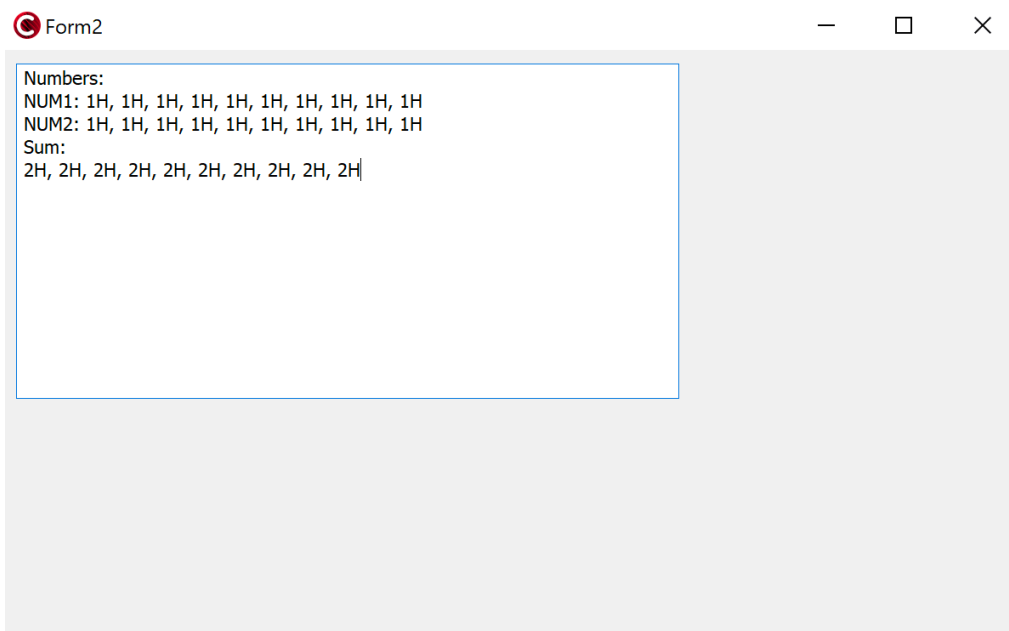 Form2
Numbers:
NUM1: 1H, 1H, 1H, 1H, 1H, 1H, 1H, 1H, 1H, 1H
NUM2: 1H, 1H, 1H, 1H, 1H, 1H, 1H, 1H, 1H, 1H
Sum:
2H, 2H, 2H, 2H, 2H, 2H, 2H, 2H, 2H, 2H